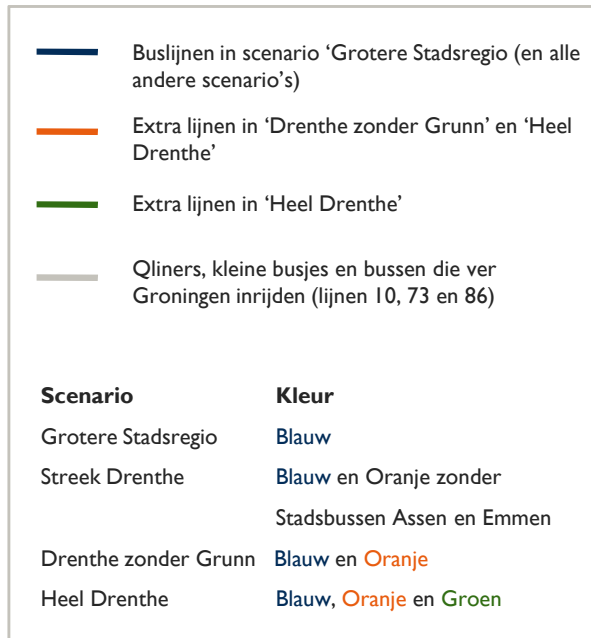 Buslijnen in scenario ‘Grotere Stadsregio (en alle
andere scenario’s)
Extra lijnen in ‘Drenthe zonder Grunn’ en ‘Heel
Drenthe’
Extra lijnen in ‘Heel Drenthe’
Qliners, kleine busjes en bussen die ver
Groningen inrijden (lijnen 10, 73 en 86)
Scenario Kleur
Grotere Stadsregio Blauw
Streek Drenthe Blauw en Oranje zonder
Stadsbussen Assen en Emmen
Drenthe zonder Grunn Blauw en Oranje
Heel Drenthe Blauw, Oranje en Groen